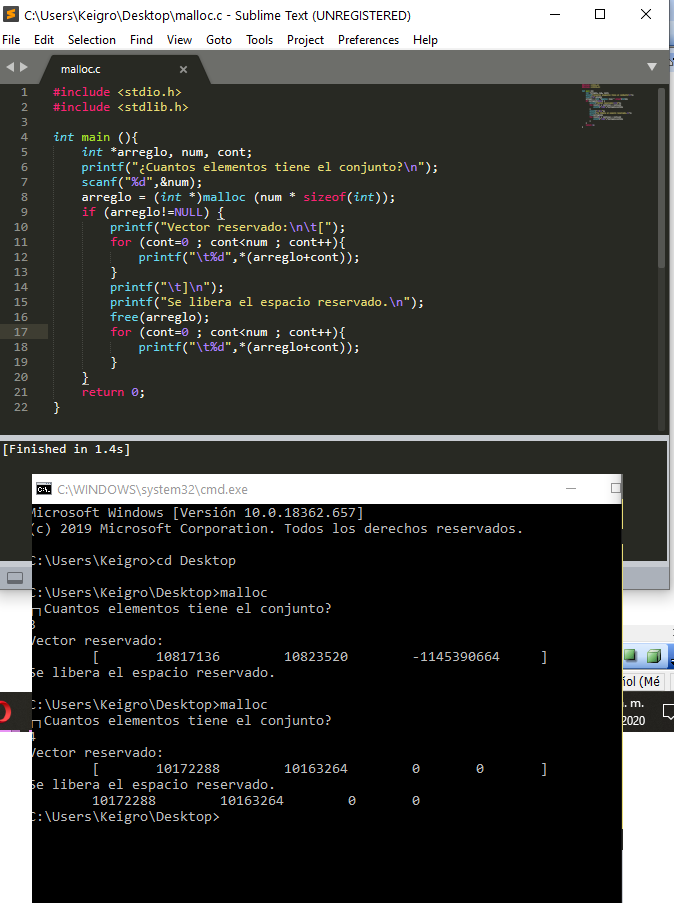 C:\Users\Keigro\Desktop\malloc.c - Sublime Text (UNREGISTERED)
File Edit Selection Find View Goto Tools Project Preferences Help
malloc.c
1 #include <stdio.h>
2 #include <stdlib.h>
3
4 int main (){
5 int *arreglo, num, cont;
6 printf("¿Cuantos elementos tiene el conjunto?\n");
7 scanf("%d",&num);
8 arreglo = (int *)malloc (num * sizeof(int));
9 if (arreglo!=NULL) {
10 printf("Vector reservado:\n\t[");
11 for (cont=0 ; cont<num ; cont++){
12 printf("\t%d",*(arreglo+cont));
13 }
14 printf("\t]\n");
15 printf("Se libera el espacio reservado.\n");
16 free(arreglo);
17 for (cont=0 ; cont<num ; cont++){
18 printf("\t%d",*(arreglo+cont));
19 }
20 }
21 return 0;
22 }
[Finished in 1.4s]
C:\WINDOWS\system32\cmd.exe
Microsoft Windows [Versión 10.0.18362.657]
(c) 2019 Microsoft Corporation. Todos los derechos reservados.
C:\Users\Keigro>cd Desktop
C:\Users\Keigro\Desktop>malloc
┬┐Cuantos elementos tiene el conjunto?
3
Vector reservado:
[ 10817136 10823520 -1145390664 ]
Se libera el espacio reservado.
C:\Users\Keigro\Desktop>malloc
┬┐Cuantos elementos tiene el conjunto?
4
Vector reservado:
[ 10172288 10163264 0 0 ]
Se libera el espacio reservado.
10172288 10163264 0 0
C:\Users\Keigro\Desktop>
ñol (Mé
. m.
2020